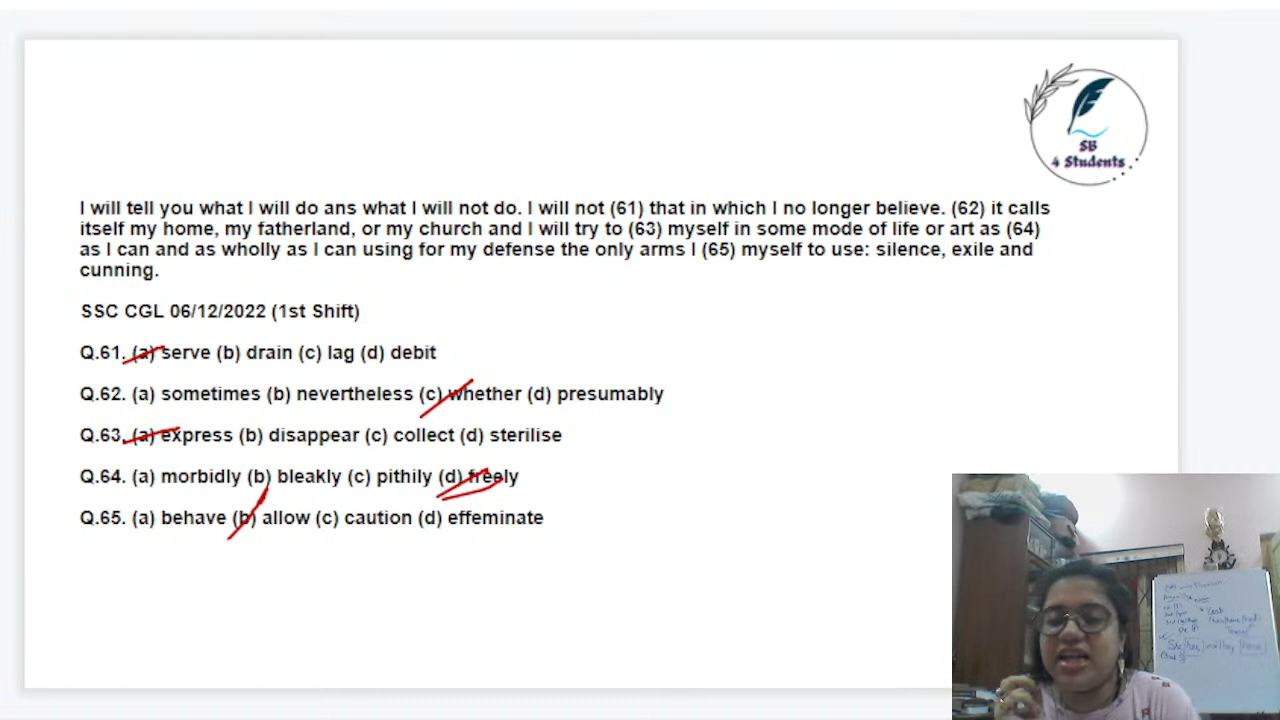 SB
4 Students
I will tell you what I will do ans what I will not do. I will not (61) that in which I no longer believe. (62) it calls
itself my home, my fatherland, or my church and I will try to (63) myself in some mode of life or art as (64)
as I can and as wholly as I can using for my defense the only arms I (65) myself to use: silence, exile and
cunning.
SSC CGL 06/12/2022 (1st Shift)
Q.61. (a) serve (b) drain (c) lag (d) debit
Q.62. (a) sometimes (b) nevertheless (c) whether (d) presumably
Q.63. (a) express (b) disappear (c) collect (d) sterilise
Q.64. (a) morbidly (b) bleakly (c) pithily (d) freely
Q.65. (a) behave (b) allow (c) caution (d) effeminate